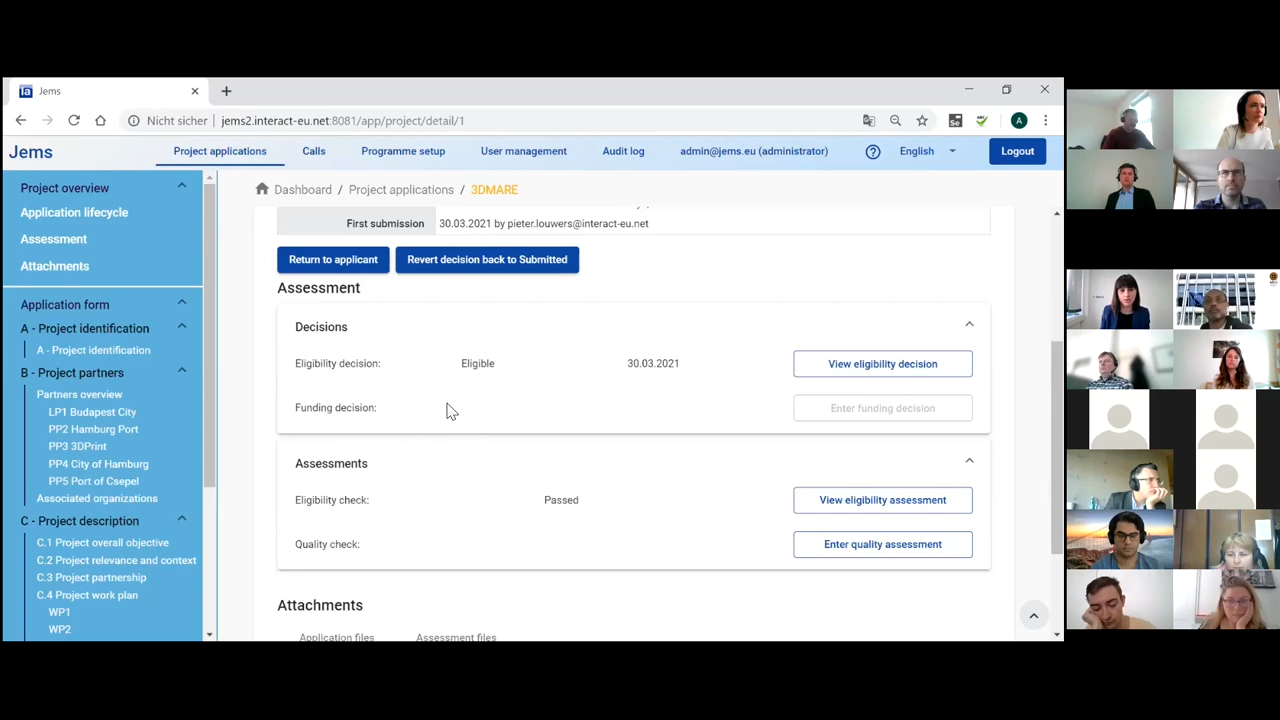 Jems
Nicht sicher jems2.interact-eu.net:8081/app/project/detail/1
A
Jems
Project applications Calls Programme setup User management Audit log admin@jems.eu (administrator) English Logout
Project overview
Application lifecycle
Assessment
Attachments
Application form
A - Project identification
A - Project identification
B - Project partners
Partners overview
LP1 Budapest City
PP2 Hamburg Port
PP3 3DPrint
PP4 City of Hamburg
PP5 Port of Csepel
Associated organizations
C - Project description
C.1 Project overall objective
C.2 Project relevance and context
C.3 Project partnership
C.4 Project work plan
WP1
WP2
Dashboard / Project applications / 3DMARE
First submission 30.03.2021 by pieter.louwers@interact-eu.net
Return to applicant Revert decision back to Submitted
Assessment
Decisions
Eligibility decision: Eligible 30.03.2021 View eligibility decision
Funding decision: Enter funding decision
Assessments
Eligibility check: Passed View eligibility assessment
Quality check: Enter quality assessment
Attachments
Application files Assessment files